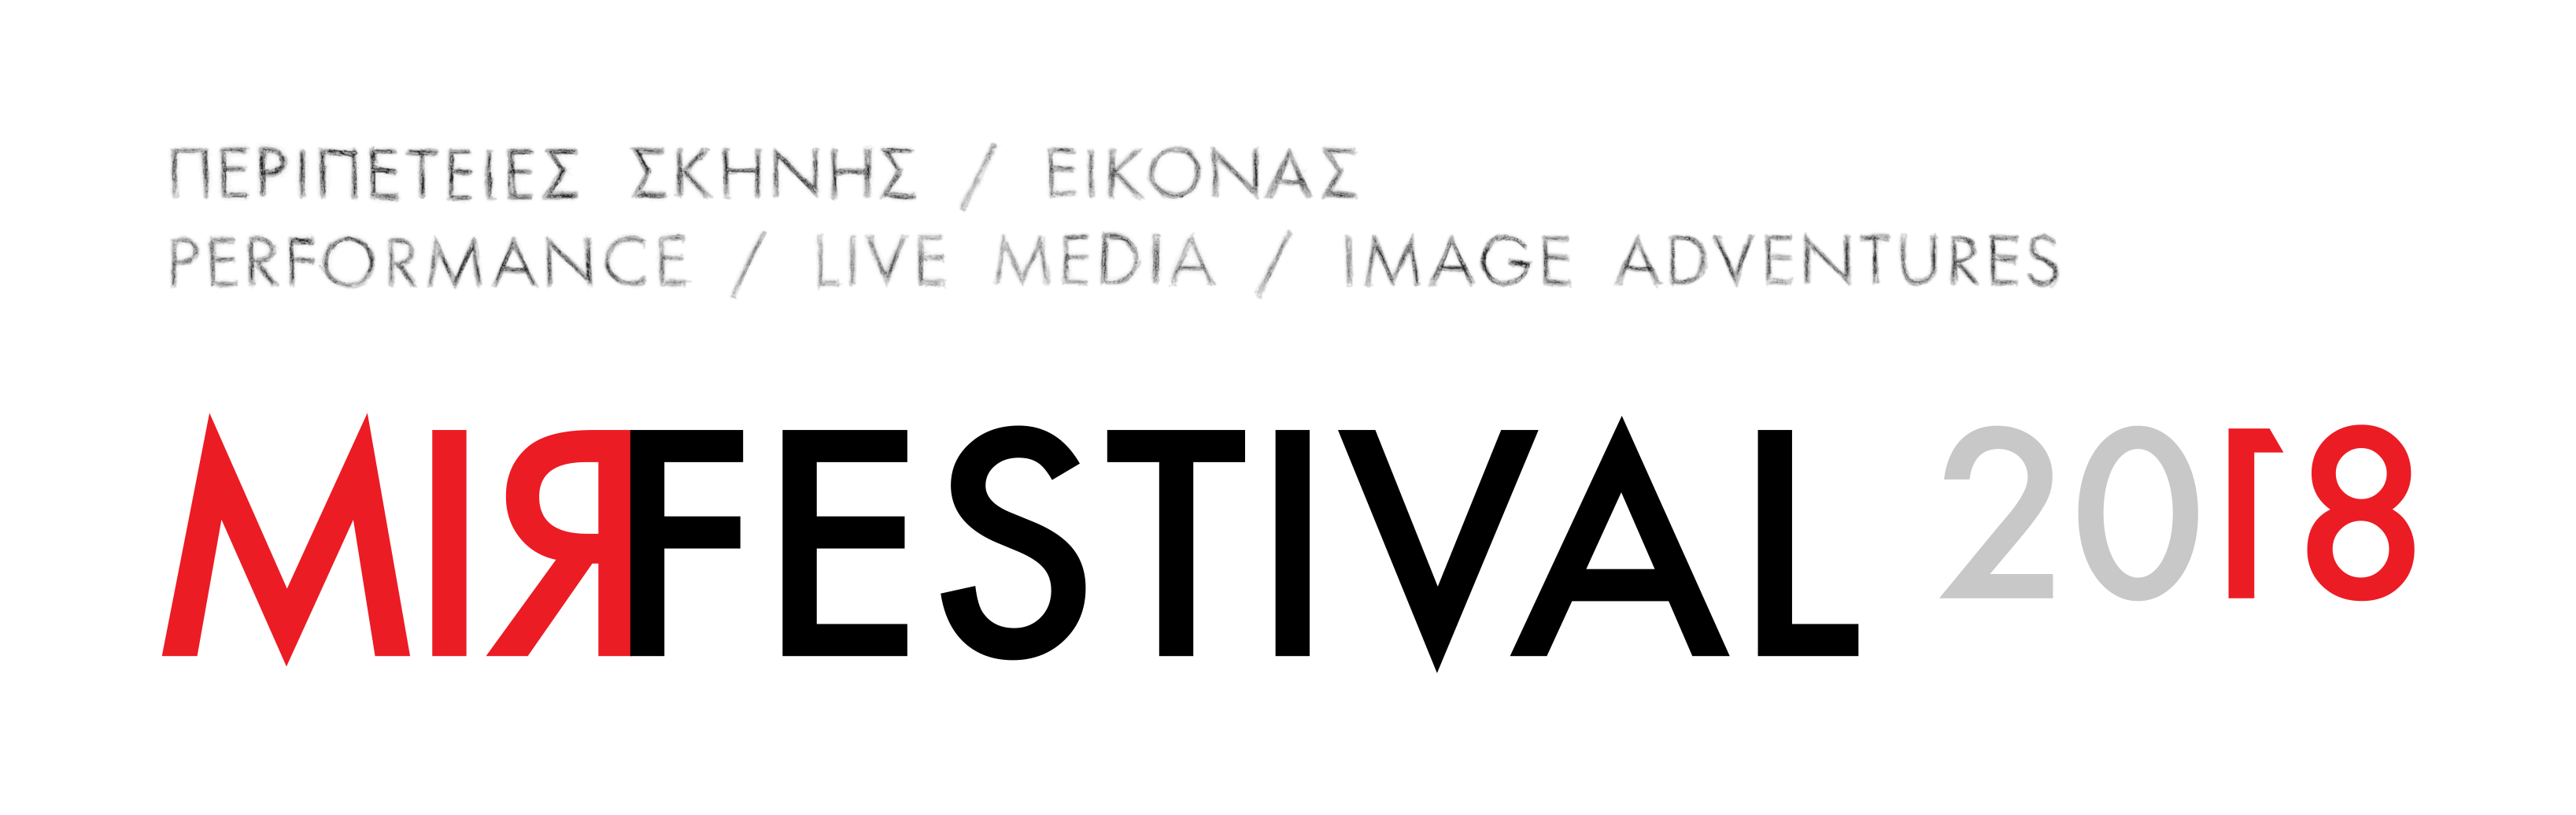 ΠΕΡΙΠΕΤΕΙΕΣ ΣΚΗΝΗΣ / ΕΙΚΟΝΑΣ
PERFORMANCE / LIVE MEDIA / IMAGE ADVENTURES
MIRFESTIVAL 2018